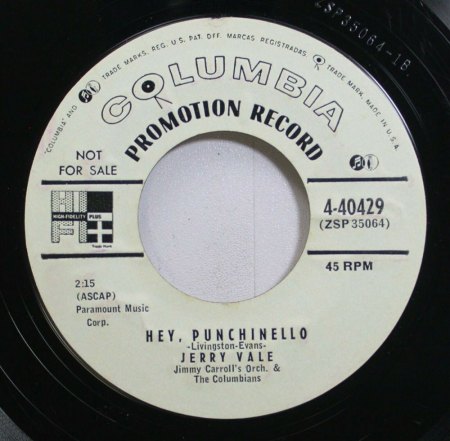 ZSP35064-1B.
"COLUMBIA" AND TRADE MARKS, REG. U.S. PAT. OFF. MARCAS REGISTRADAS. TRADE MARK, MADE IN U.S.A.
COLUMBIA
PROMOTION RECORD
NOT
FOR SALE
HI
HIGH-FIDELITY PLUS
FI
Trade Mark
4-40429
(ZSP 35064)
45 RPM
2:15
(ASCAP)
Paramount Music
Corp.
HEY, PUNCHINELLO
-Livingston-Evans-
JERRY VALE
Jimmy Carroll's Orch. &
The Columbians